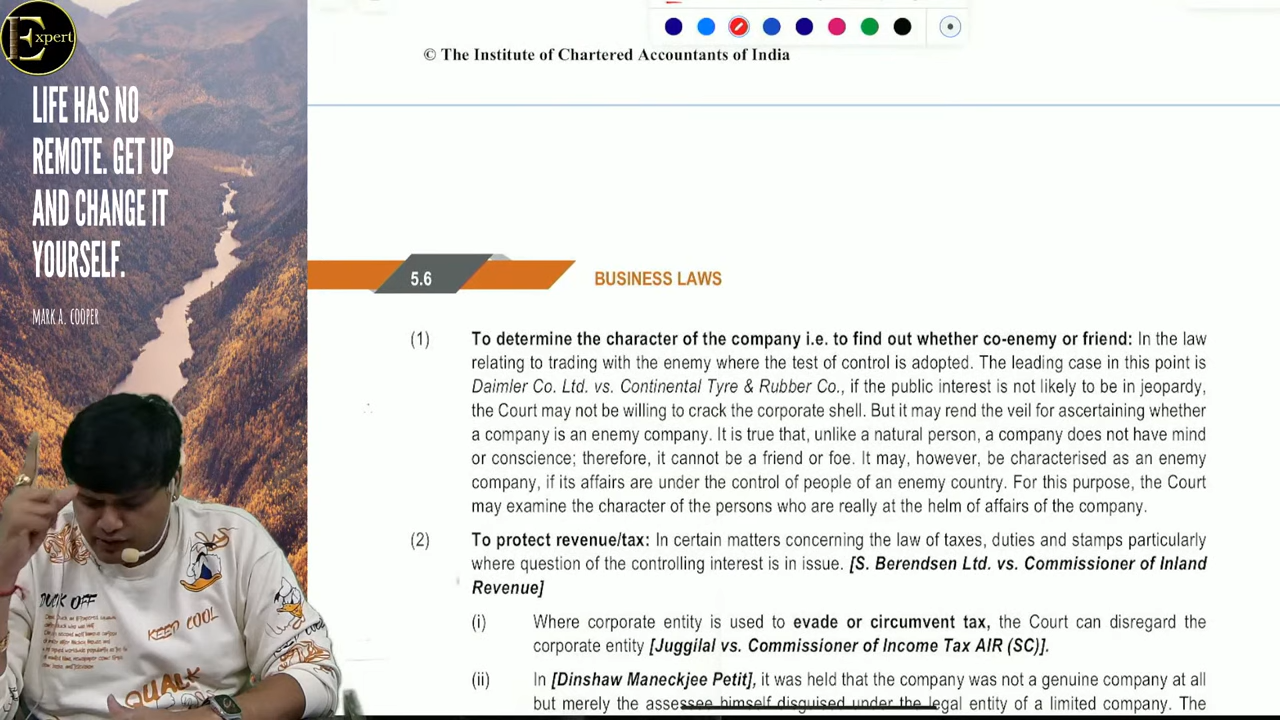 Expert
LIFE HAS NO
REMOTE. GET UP
AND CHANGE IT
YOURSELF.
MARK A. COOPER
© The Institute of Chartered Accountants of India
5.6
BUSINESS LAWS
(1) To determine the character of the company i.e. to find out whether co-enemy or friend: In the law
relating to trading with the enemy where the test of control is adopted. The leading case in this point is
Daimler Co. Ltd. vs. Continental Tyre & Rubber Co., if the public interest is not likely to be in jeopardy,
the Court may not be willing to crack the corporate shell. But it may rend the veil for ascertaining whether
a company is an enemy company. It is true that, unlike a natural person, a company does not have mind
or conscience; therefore, it cannot be a friend or foe. It may, however, be characterised as an enemy
company, if its affairs are under the control of people of an enemy country. For this purpose, the Court
may examine the character of the persons who are really at the helm of affairs of the company.
(2) To protect revenue/tax: In certain matters concerning the law of taxes, duties and stamps particularly
where question of the controlling interest is in issue. [S. Berendsen Ltd. vs. Commissioner of Inland
Revenue]
(i) Where corporate entity is used to evade or circumvent tax, the Court can disregard the
corporate entity [Juggilal vs. Commissioner of Income Tax AIR (SC)].
(ii) In [Dinshaw Maneckjee Petit], it was held that the company was not a genuine company at all
but merely the assessee himself disguised under the legal entity of a limited company. The
DUCK OFF
KEEP COOL
QUALK